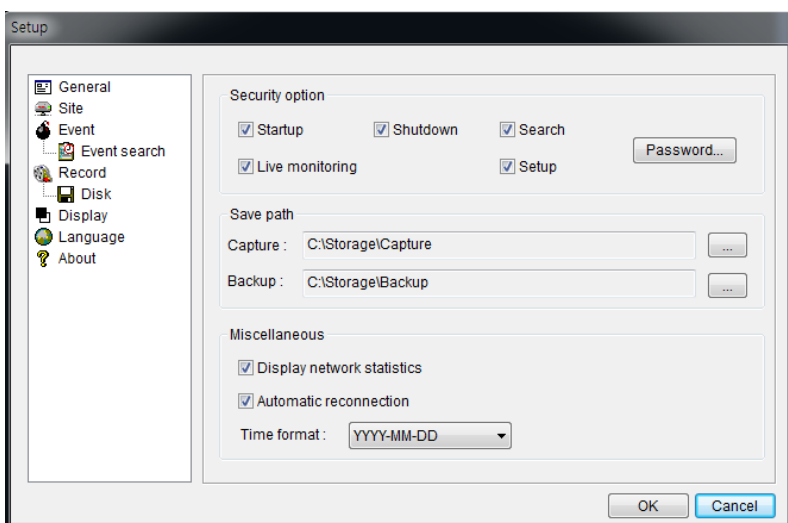 Setup
General
Site
Event
Event search
Record
Disk
Display
Language
About
Security option
Startup
Shutdown
Search
Live monitoring
Setup
Password...
Save path
Capture : C:\Storage\Capture ...
Backup : C:\Storage\Backup ...
Miscellaneous
Display network statistics
Automatic reconnection
Time format : YYYY-MM-DD
OK
Cancel